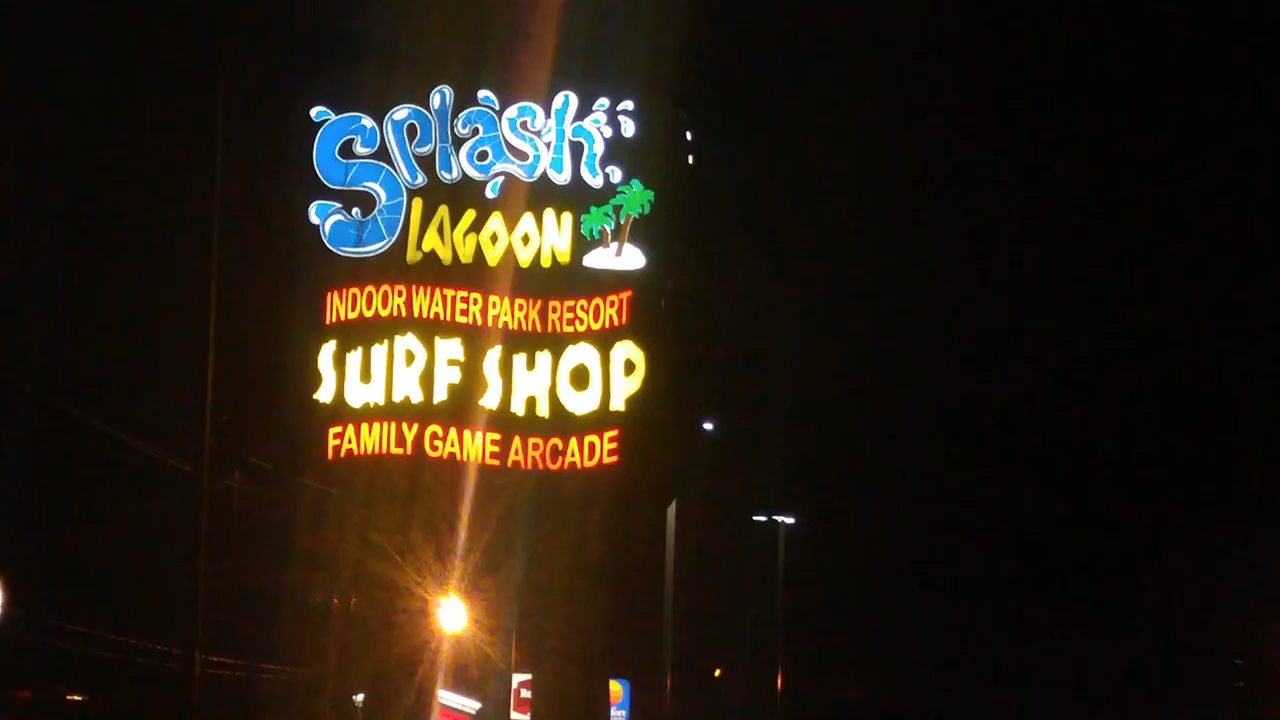 Splash
LAGOON
INDOOR WATER PARK RESORT
SURF SHOP
FAMILY GAME ARCADE